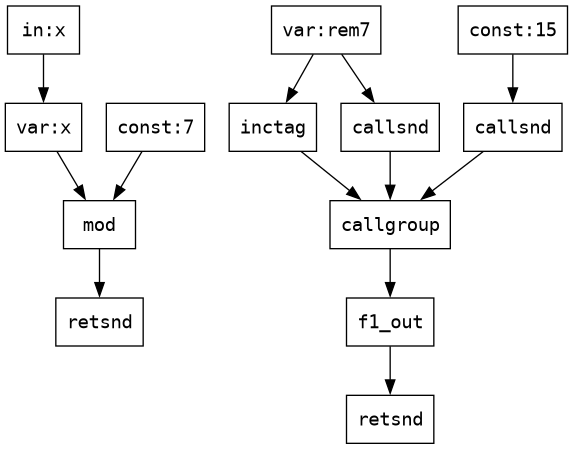 in:x
var:rem7
const:15
var:x
const:7
inctag
callsnd
callsnd
mod
callgroup
retsnd
f1_out
retsnd